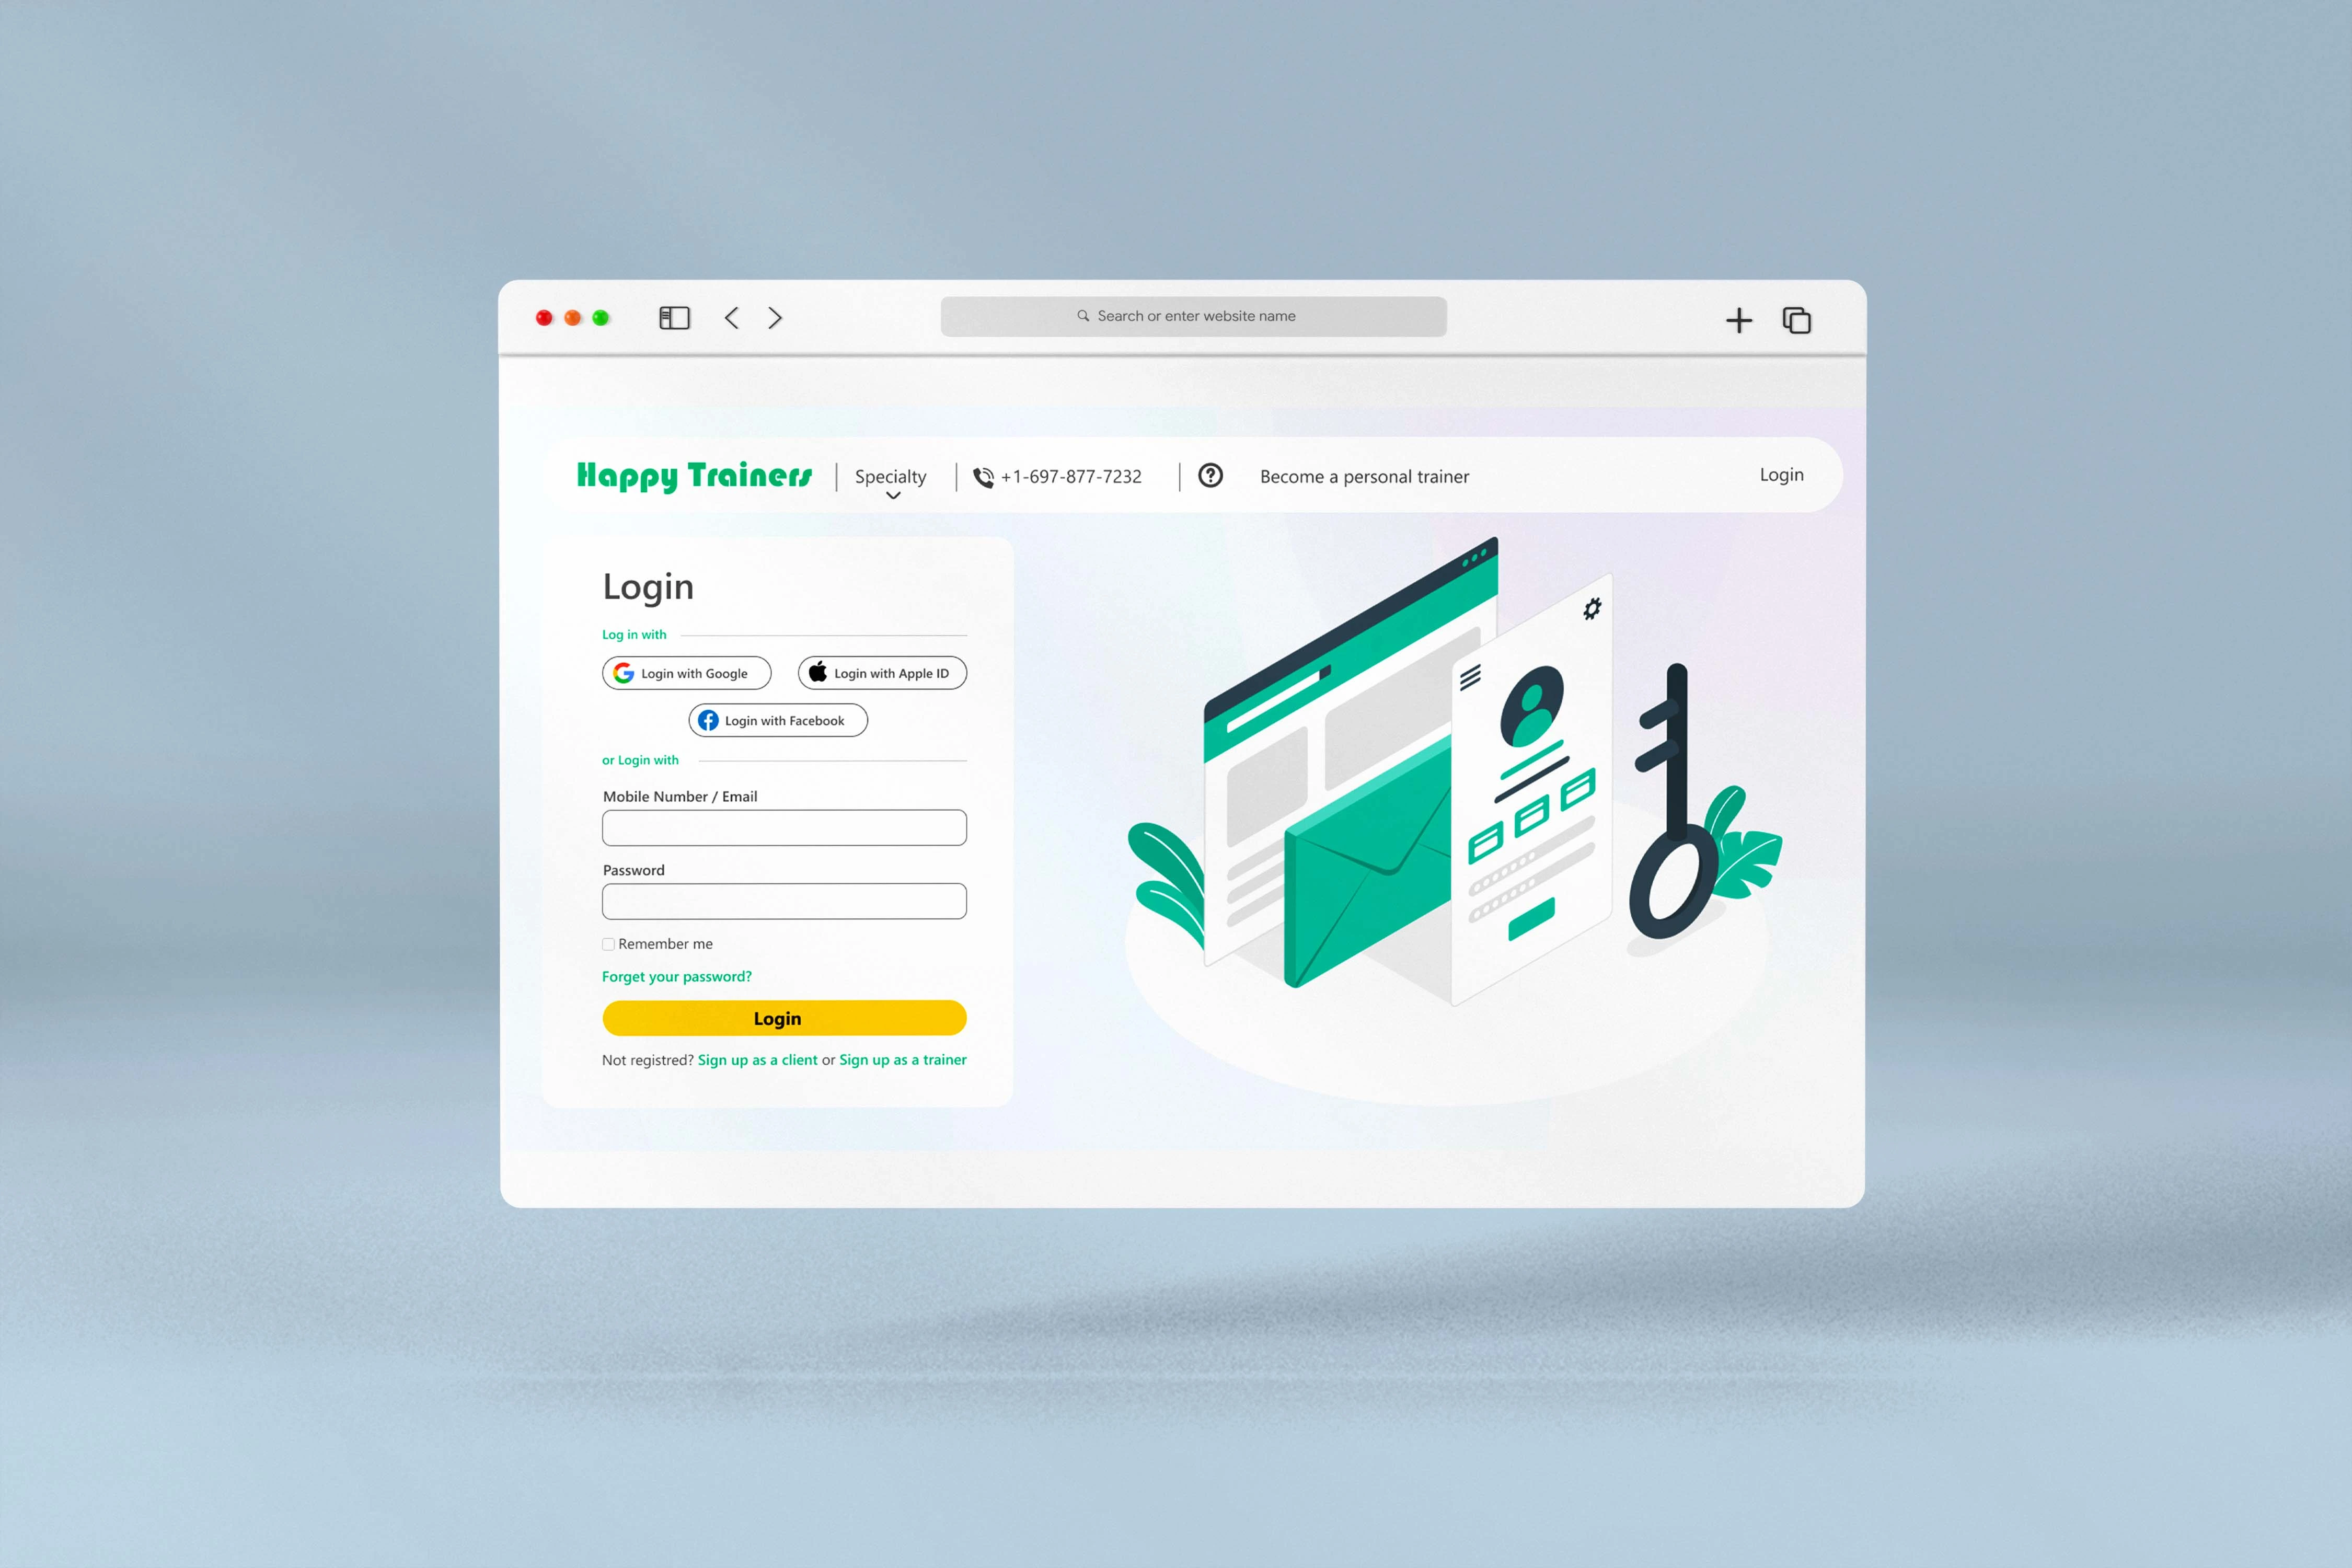 Search or enter website name
Happy Trainers Specialty +1-697-877-7232 ? Become a personal trainer Login
Login
Log in with
G Login with Google Login with Apple ID
f Login with Facebook
or Login with
Mobile Number / Email
Password
Remember me
Forget your password?
Login
Not registred? Sign up as a client or Sign up as a trainer